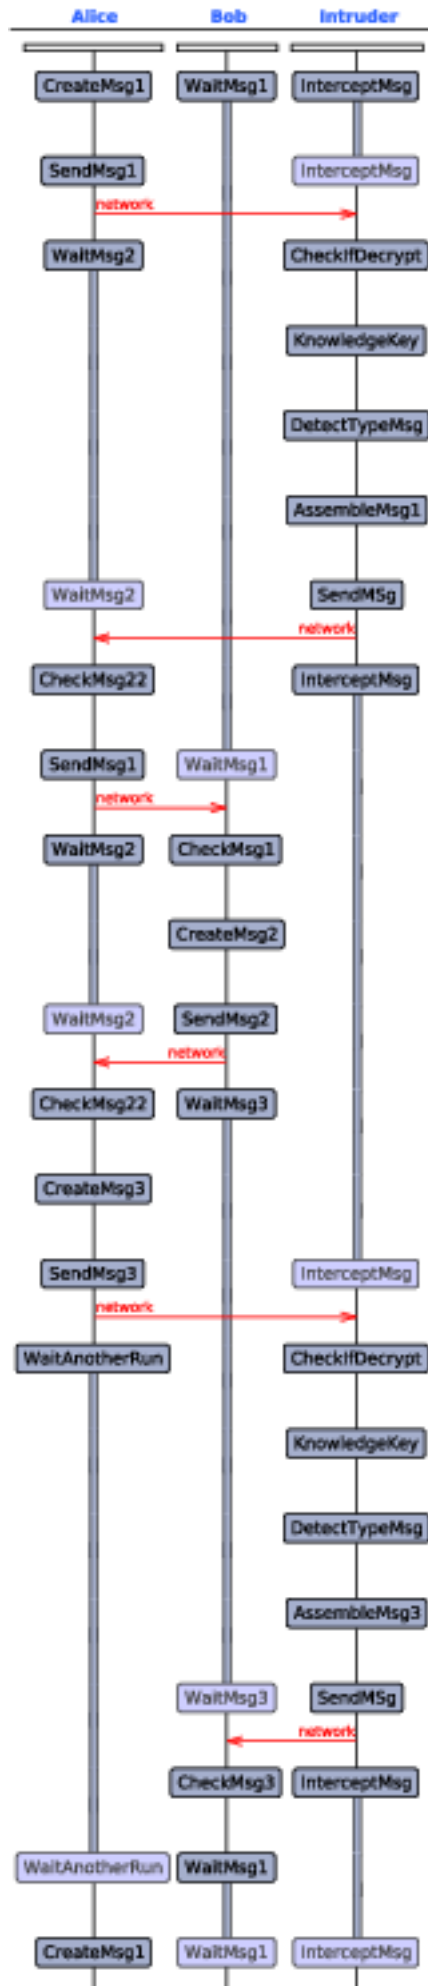 Alice Bob Intruder
CreateMsg1 WaitMsg1 InterceptMsg
SendMsg1 InterceptMsg
network
WaitMsg2 CheckIfDecrypt
KnowledgeKey
DetectTypeMsg
AssembleMsg1
WaitMsg2 SendMSg
network
CheckMsg22 InterceptMsg
SendMsg1 WaitMsg1
network
WaitMsg2 CheckMsg1
CreateMsg2
WaitMsg2 SendMsg2
network
CheckMsg22 WaitMsg3
CreateMsg3
SendMsg3 InterceptMsg
network
WaitAnotherRun CheckIfDecrypt
KnowledgeKey
DetectTypeMsg
AssembleMsg3
WaitMsg3 SendMSg
network
CheckMsg3 InterceptMsg
WaitAnotherRun WaitMsg1
CreateMsg1 WaitMsg1 InterceptMsg